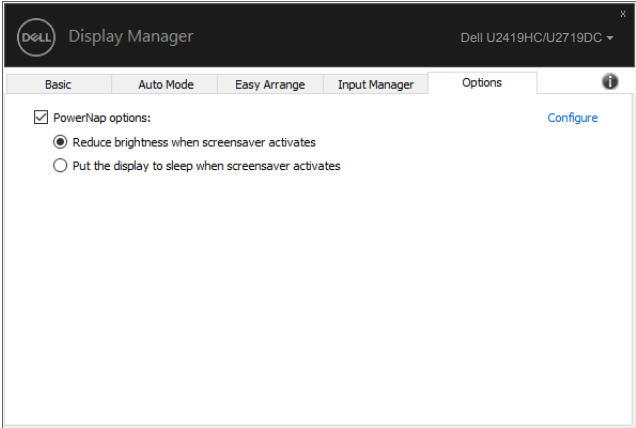 x
DELL Display Manager Dell U2419HC/U2719DC
Basic Auto Mode Easy Arrange Input Manager Options i
PowerNap options: Configure
Reduce brightness when screensaver activates
Put the display to sleep when screensaver activates